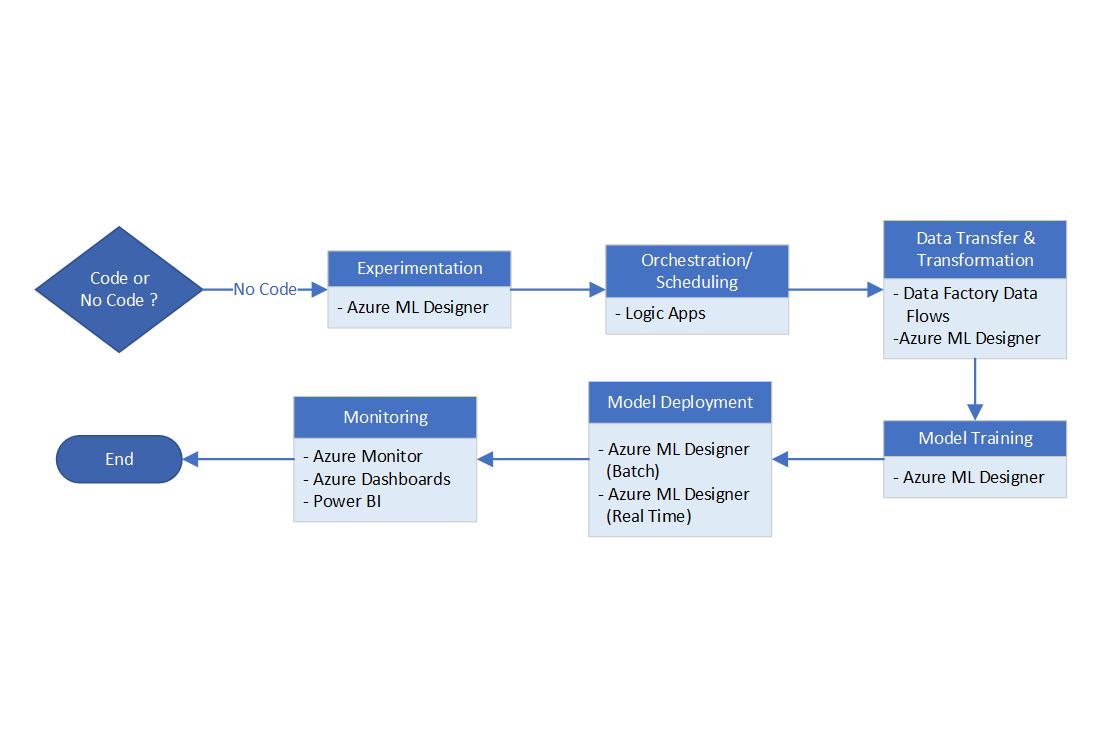 Code or
No Code ?
No Code
Experimentation
- Azure ML Designer
Orchestration/
Scheduling
- Logic Apps
Data Transfer &
Transformation
- Data Factory Data
Flows
-Azure ML Designer
Model Training
- Azure ML Designer
Model Deployment
- Azure ML Designer
(Batch)
- Azure ML Designer
(Real Time)
Monitoring
- Azure Monitor
- Azure Dashboards
- Power BI
End